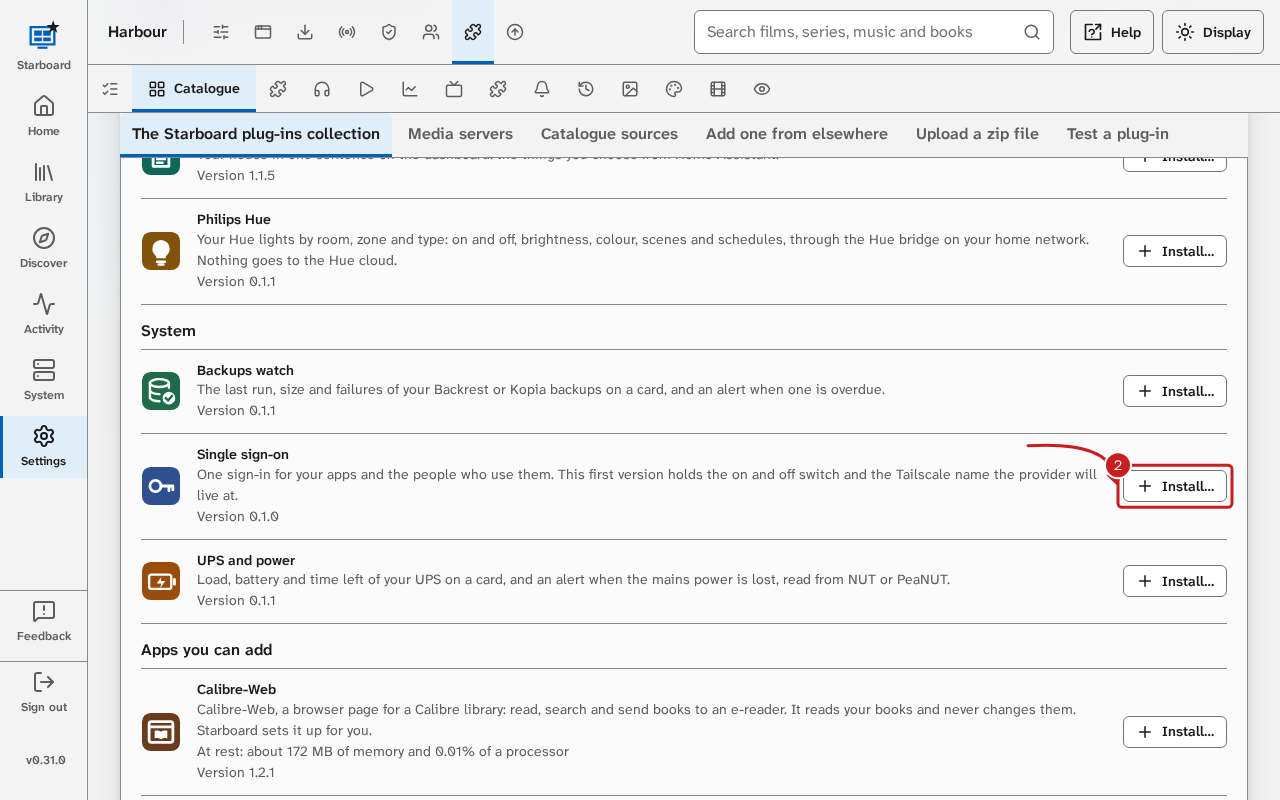 Starboard
Home
Library
Discover
Activity
System
Settings
Feedback
Sign out
v0.31.0
Harbour
Search films, series, music and books
Help
Display
Catalogue
The Starboard plug-ins collection
Media servers
Catalogue sources
Add one from elsewhere
Upload a zip file
Test a plug-in
Version 1.1.5
Philips Hue
Your Hue lights by room, zone and type: on and off, brightness, colour, scenes and schedules, through the Hue bridge on your home network.
Nothing goes to the Hue cloud.
Version 0.1.1
Install...
System
Backups watch
The last run, size and failures of your Backrest or Kopia backups on a card, and an alert when one is overdue.
Version 0.1.1
Install...
Single sign-on
One sign-in for your apps and the people who use them. This first version holds the on and off switch and the Tailscale name the provider will
live at.
Version 0.1.0
2
Install...
UPS and power
Load, battery and time left of your UPS on a card, and an alert when the mains power is lost, read from NUT or PeaNUT.
Version 0.1.1
Install...
Apps you can add
Calibre-Web
Calibre-Web, a browser page for a Calibre library: read, search and send books to an e-reader. It reads your books and never changes them.
Starboard sets it up for you.
At rest: about 172 MB of memory and 0.01% of a processor
Version 1.2.1
Install...